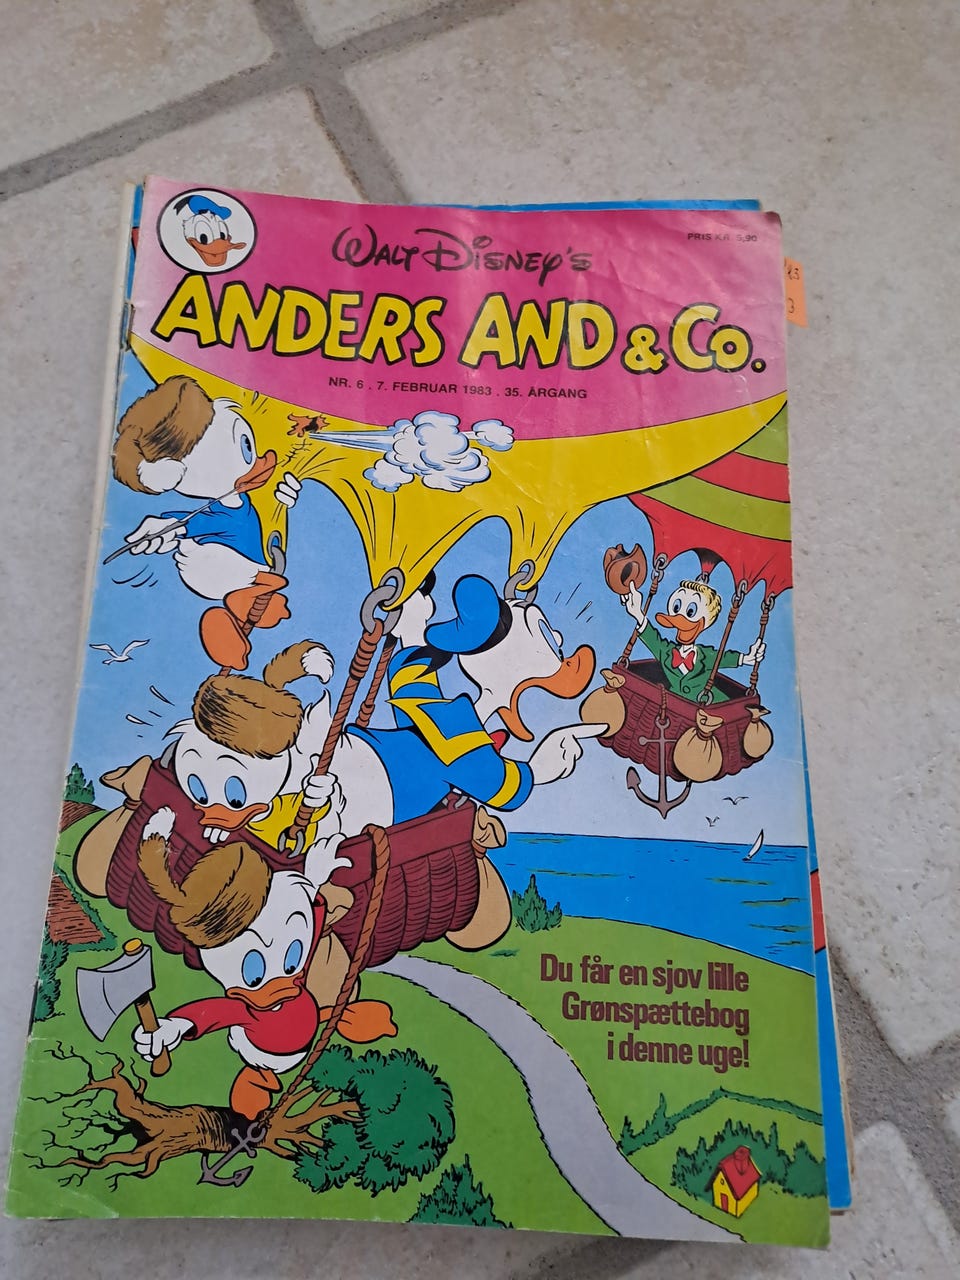 WALT DISNEY'S
PRIS KR. 5,90
ANDERS AND & Co.
NR. 6 . 7. FEBRUAR 1983 . 35. ÅRGANG
Du får en sjov lille
Grønspættebog
i denne uge!